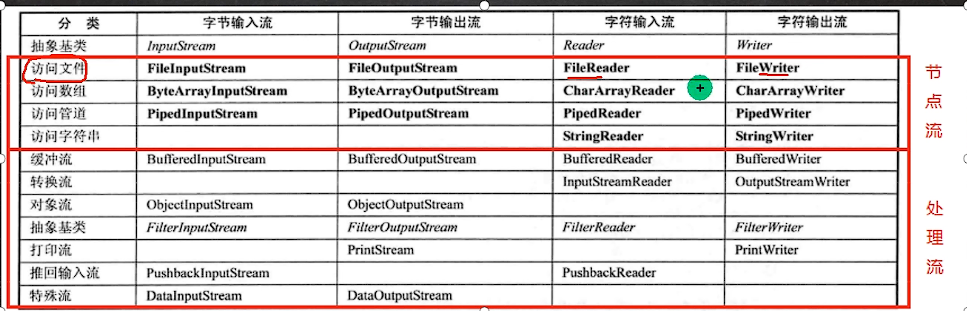 分 类 字节输入流 字节输出流 字符输入流 字符输出流
抽象基类 InputStream OutputStream Reader Writer
访问文件 FileInputStream FileOutputStream FileReader FileWriter
访问数组 ByteArrayInputStream ByteArrayOutputStream CharArrayReader CharArrayWriter
访问管道 PipedInputStream PipedOutputStream PipedReader PipedWriter
访问字符串 StringReader StringWriter
缓冲流 BufferedInputStream BufferedOutputStream BufferedReader BufferedWriter
转换流 InputStreamReader OutputStreamWriter
对象流 ObjectInputStream ObjectOutputStream
抽象基类 FilterInputStream FilterOutputStream FilterReader FilterWriter
打印流 PrintStream PrintWriter
推回输入流 PushbackInputStream PushbackReader
特殊流 DataInputStream DataOutputStream
节点流
处理流